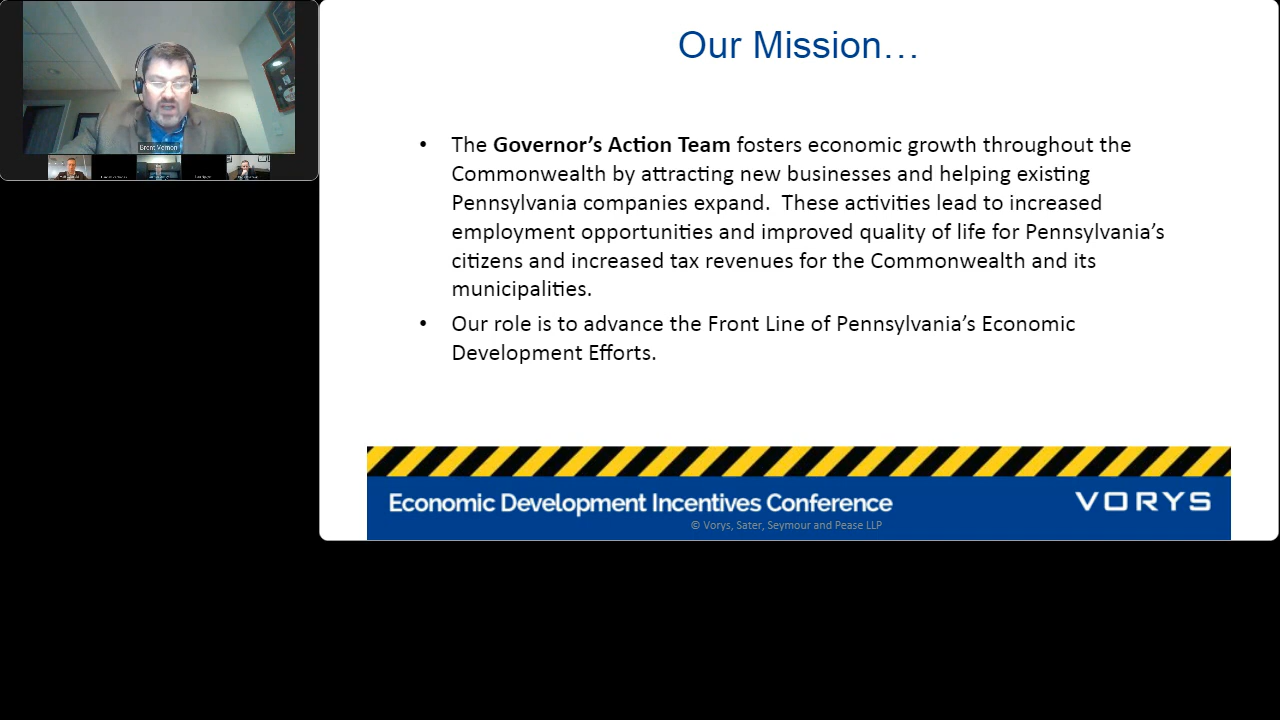 Brent Vernon
Our Mission…
• The Governor’s Action Team fosters economic growth throughout the
Commonwealth by attracting new businesses and helping existing
Pennsylvania companies expand.  These activities lead to increased
employment opportunities and improved quality of life for Pennsylvania’s
citizens and increased tax revenues for the Commonwealth and its
municipalities.
• Our role is to advance the Front Line of Pennsylvania’s Economic
Development Efforts.
Economic Development Incentives Conference
VORYS
© Vorys, Sater, Seymour and Pease LLP